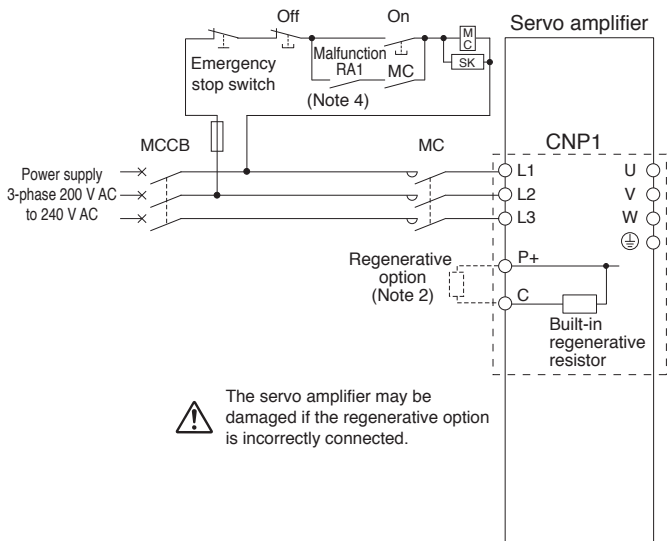 Off
On
Servo amplifier
Emergency
stop switch
Malfunction
RA1
MC
(Note 4)
M
C
SK
MCCB
MC
CNP1
Power supply
3-phase 200 V AC
to 240 V AC
L1
U
L2
V
L3
W
Regenerative
option
(Note 2)
P+
C
Built-in
regenerative
resistor
The servo amplifier may be
damaged if the regenerative option
is incorrectly connected.